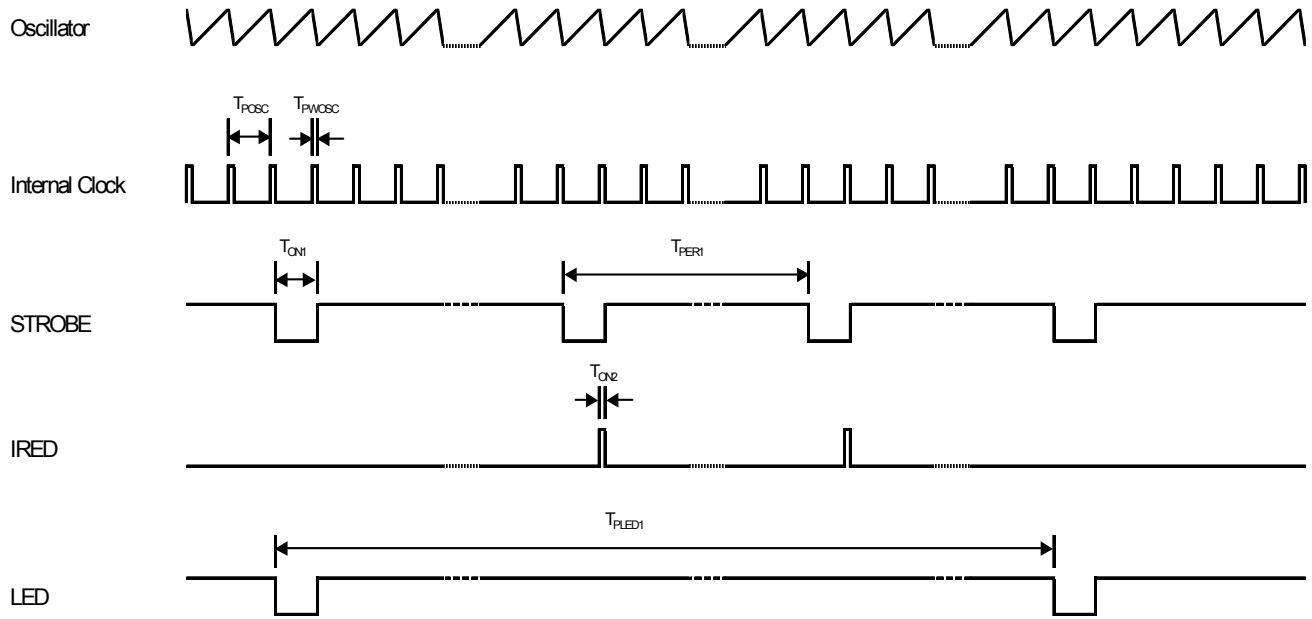 Oscillator
TPOSC TPWOSC
Internal Clock
TON1 TPER1
STROBE
TON2
IRED
TPLED1
LED